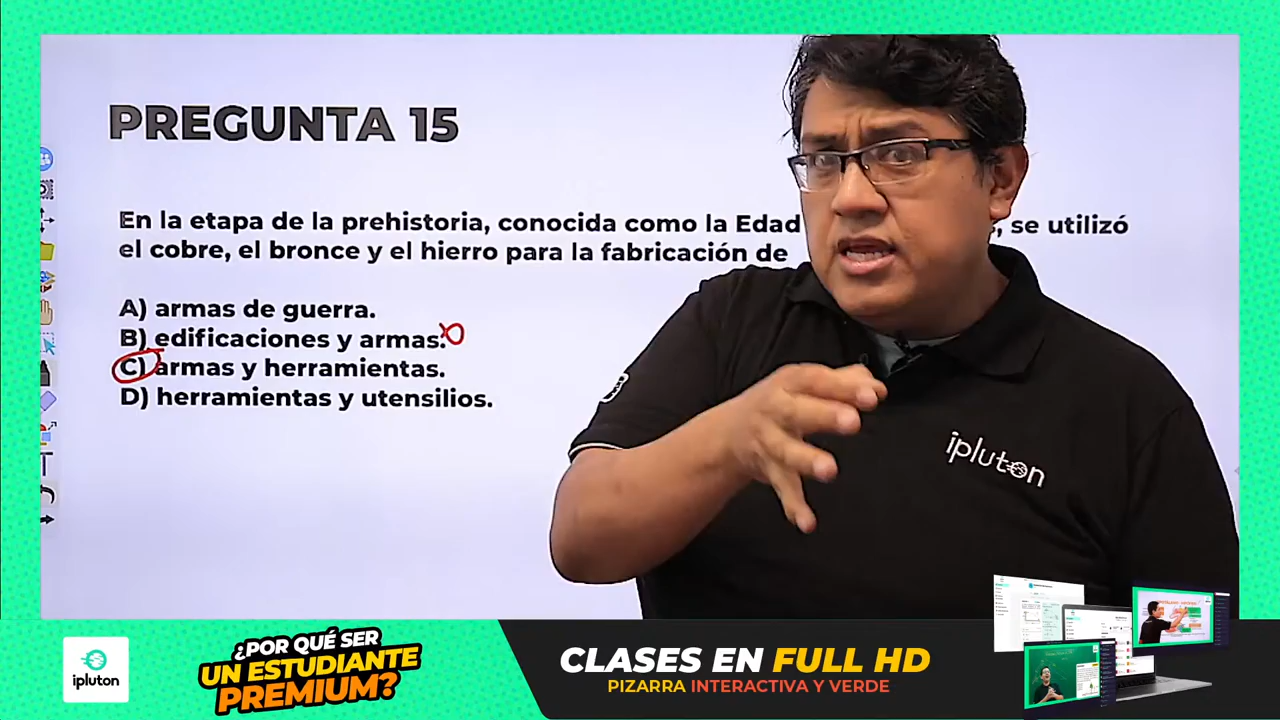 PREGUNTA 15
En la etapa de la prehistoria, conocida como la Edad , se utilizó
el cobre, el bronce y el hierro para la fabricación de
A) armas de guerra.
B) edificaciones y armas.
C) armas y herramientas.
D) herramientas y utensilios.
ipluton
ipluton
¿POR QUÉ SER
UN ESTUDIANTE
PREMIUM?
CLASES EN FULL HD
PIZARRA INTERACTIVA Y VERDE